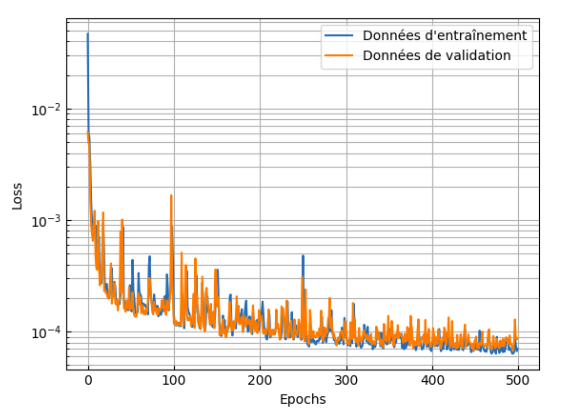 Données d'entraînement
Données de validation
Loss
10⁻²
10⁻³
10⁻⁴
0 100 200 300 400 500
Epochs